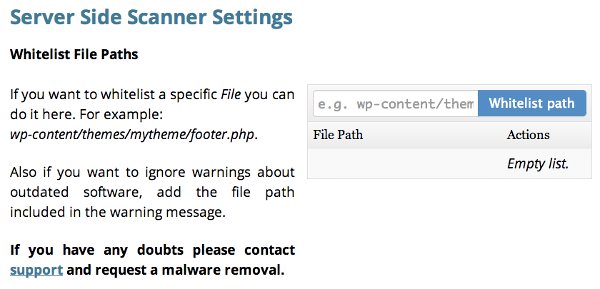 Server Side Scanner Settings
Whitelist File Paths
If you want to whitelist a specific File you can
do it here. For example:
wp-content/themes/mytheme/footer.php.
Also if you want to ignore warnings about
outdated software, add the file path
included in the warning message.
If you have any doubts please contact
support and request a malware removal.
e.g. wp-content/them Whitelist path
File Path Actions
Empty list.